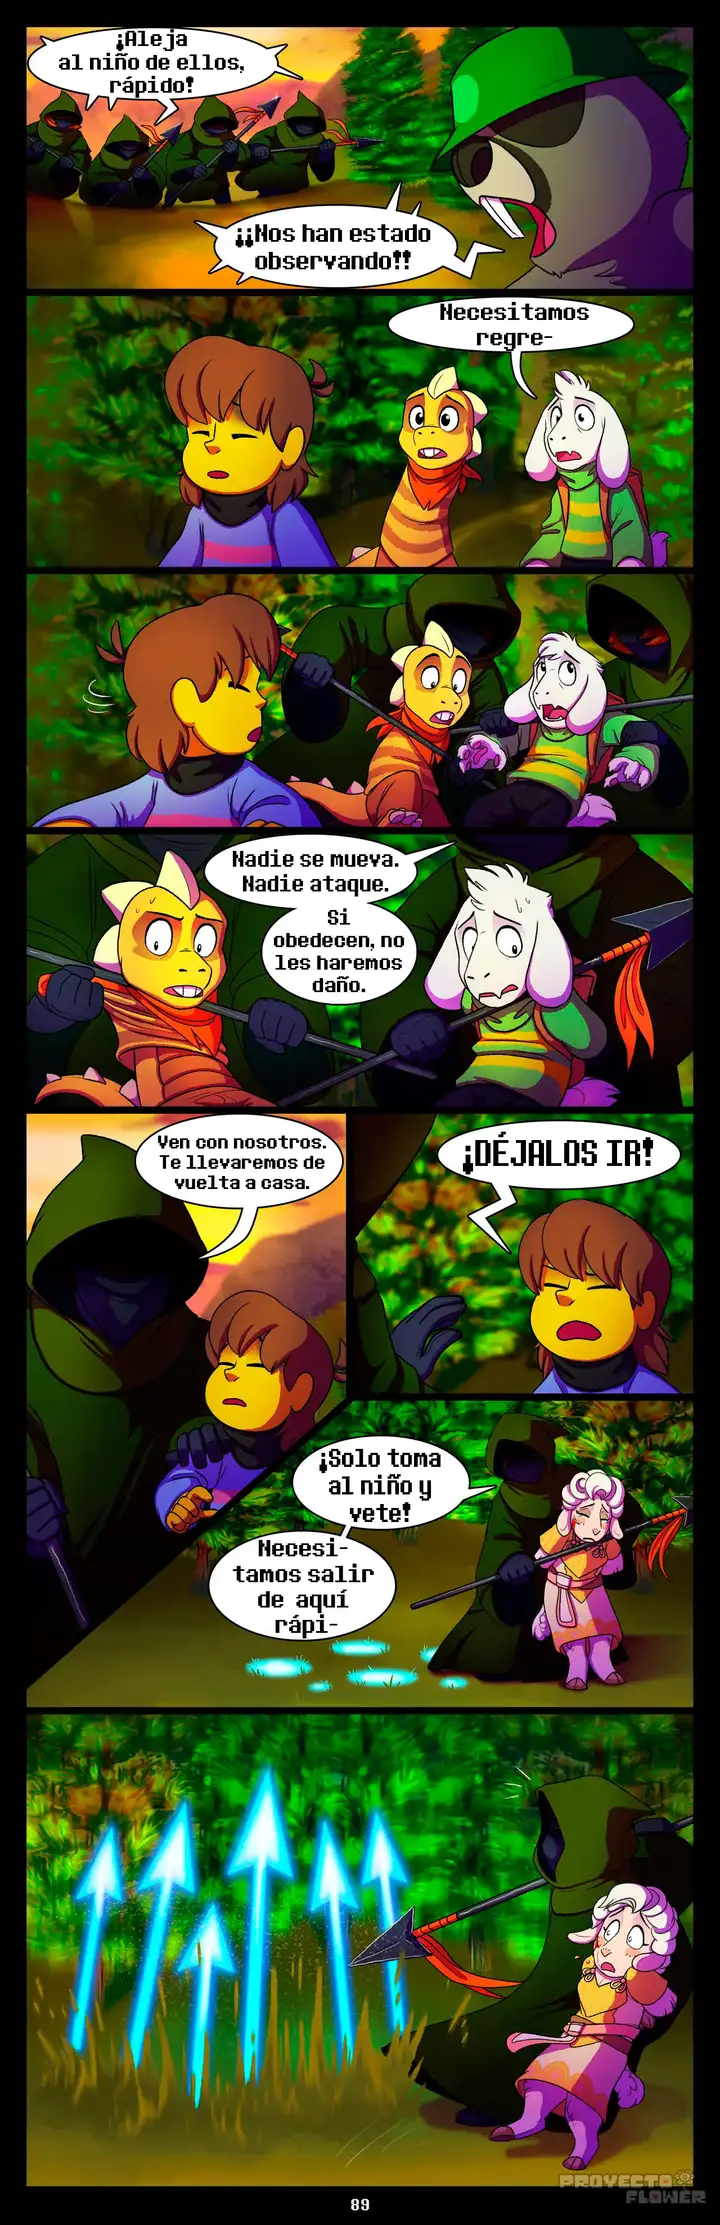 ¡Aleja
al niño de ellos,
rápido!
¡¡Nos han estado
observando!!
Necesitamos
regre-
Nadie se mueva.
Nadie ataque.
Si
obedecen, no
les haremos
daño.
Ven con nosotros.
Te llevaremos de
vuelta a casa.
¡DÉJALOS IR!
¡Solo toma
al niño y
vete!
Necesi-
tamos salir
de aquí
rápi-
PROYECTO
FLOWER
89